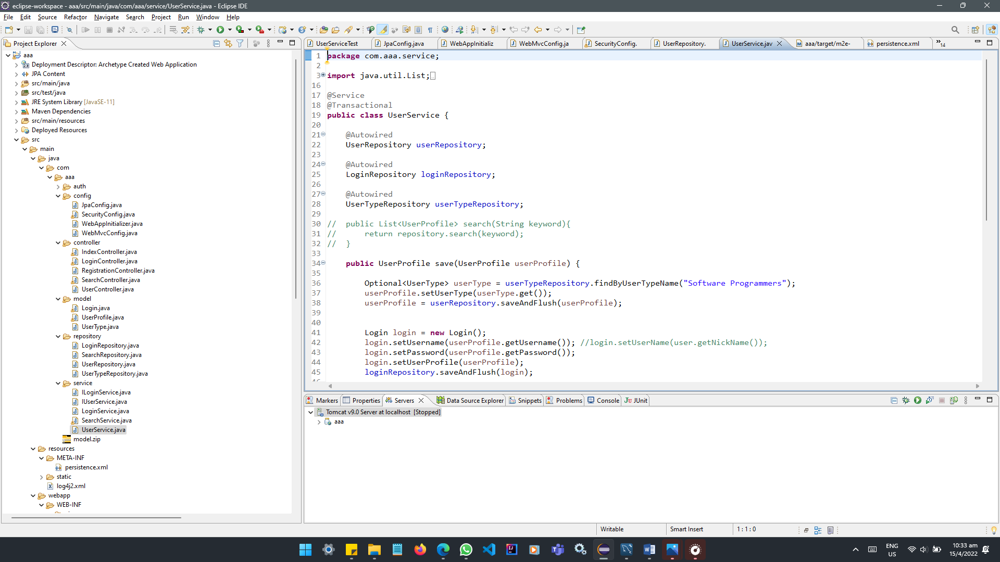 eclipse-workspace - aaa/src/main/java/com/aaa/service/UserService.java - Eclipse IDE
File Edit Source Refactor Navigate Search Project Run Window Help
Project Explorer
aaa
Deployment Descriptor: Archetype Created Web Application
JPA Content
src/main/java
src/test/java
JRE System Library [JavaSE-11]
Maven Dependencies
src/main/resources
Deployed Resources
src
main
java
com
aaa
auth
config
JpaConfig.java
SecurityConfig.java
WebAppInitializer.java
WebMvcConfig.java
controller
IndexController.java
LoginController.java
RegistrationController.java
SearchController.java
UserController.java
model
Login.java
UserProfile.java
UserType.java
repository
LoginRepository.java
SearchRepository.java
UserRepository.java
UserTypeRepository.java
service
ILoginService.java
IUserService.java
LoginService.java
SearchService.java
UserService.java
model.zip
resources
META-INF
persistence.xml
static
log4j2.xml
webapp
WEB-INF
UserServiceTest JpaConfig.java WebAppInitializ WebMvcConfig.ja SecurityConfig. UserRepository. UserService.jav aaa/target/m2e- persistence.xml 14
1 package com.aaa.service;
2
3 import java.util.List;
16
17 @Service
18 @Transactional
19 public class UserService {
20
21 @Autowired
22 UserRepository userRepository;
23
24 @Autowired
25 LoginRepository loginRepository;
26
27 @Autowired
28 UserTypeRepository userTypeRepository;
29
30 // public List<UserProfile> search(String keyword){
31 // return repository.search(keyword);
32 // }
33
34 public UserProfile save(UserProfile userProfile) {
35
36 Optional<UserType> userType = userTypeRepository.findByUserTypeName("Software Programmers");
37 userProfile.setUserType(userType.get());
38 userProfile = userRepository.saveAndFlush(userProfile);
39
40
41 Login login = new Login();
42 login.setUsername(userProfile.getUsername()); //login.setUserName(user.getNickName());
43 login.setPassword(userProfile.getPassword());
44 login.setUserProfile(userProfile);
45 loginRepository.saveAndFlush(login);
Markers Properties Servers Data Source Explorer Snippets Problems Console JUnit
Tomcat v9.0 Server at localhost [Stopped]
aaa
Writable Smart Insert 1 : 1 : 0
ENG
US
10:33 am
15/4/2022